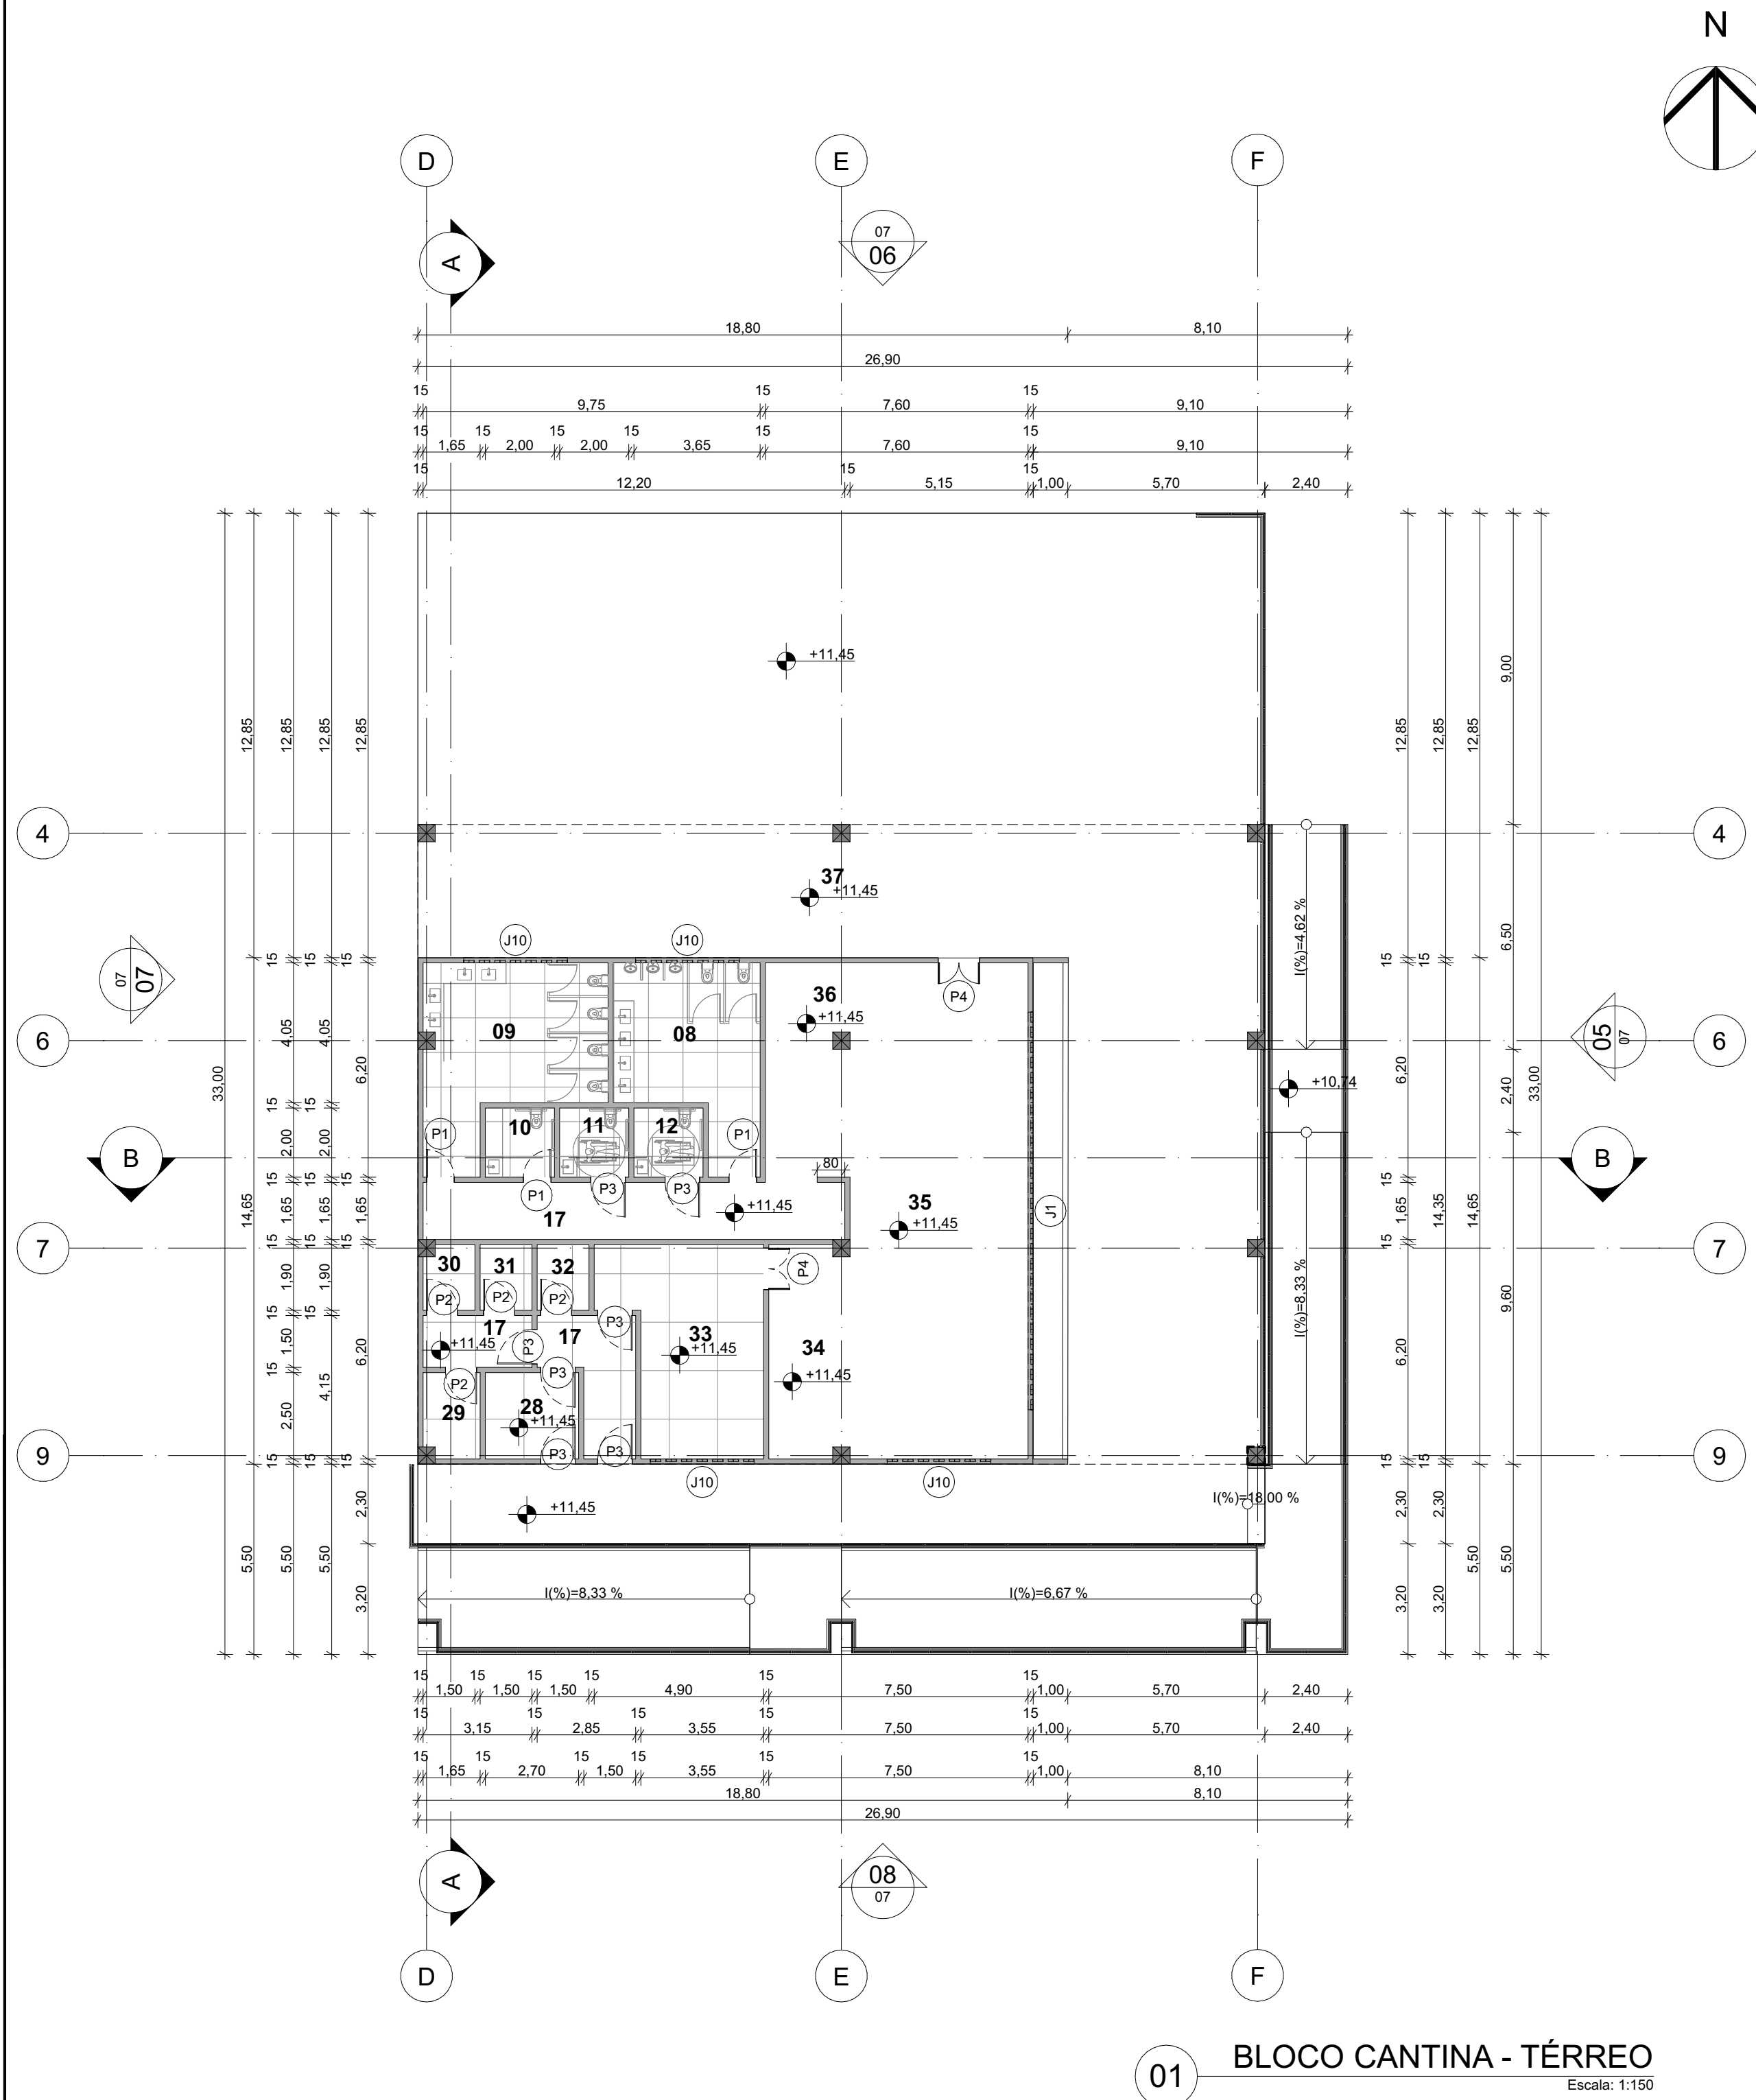 N
D E F
A
07
06
18,80 8,10
26,90
15 15 15
9,75 7,60 9,10
15 15 15 15 15 15
1,65 2,00 2,00 3,65 7,60 9,10
15 15 15
12,20 5,15 1,00 5,70 2,40
+11,45
9,00
12,85 12,85 12,85 12,85
12,85 12,85 12,85
4 4
37
+11,45
I(%)=4,62 %
6,50
J10 J10
15 15 15
15 15
07
07
36
+11,45
P4
09 08
4,05 4,05 6,20
6 6
05
07
33,00
6,20
+10,74
2,40 33,00
15 15
10 11 12
P1 P1
2,00 2,00
B B
80
15 15 15
15 15
P1 P3 P3
17
+11,45
35
+11,45
J1
14,65 1,65 1,65 1,65
1,65 14,35 14,65
15 15 15
15
7 7
30 31 32
P4
P2 P2 P2
1,90 1,90
I(%)=8,33 %
9,60
15 15
P3
17 17
+11,45
P3
33
+11,45
34
+11,45
1,50 6,20
6,20
15
P2 P3
4,15
29 28
+11,45
2,50
P3 P3
9 9
15 15 15
15 15
J10 J10
+11,45
I(%)=18,00 %
2,30
2,30 2,30
5,50 5,50 5,50
5,50 5,50
I(%)=8,33 % I(%)=6,67 %
3,20
3,20 3,20
15 15 15 15 15 15
1,50 1,50 1,50 4,90 7,50 1,00 5,70 2,40
15 15 15 15 15
3,15 2,85 3,55 7,50 1,00 5,70 2,40
15 15 15 15 15 15
1,65 2,70 1,50 3,55 7,50 1,00 8,10
18,80 8,10
26,90
A
08
07
D E F
01
BLOCO CANTINA - TÉRREO
Escala: 1:150